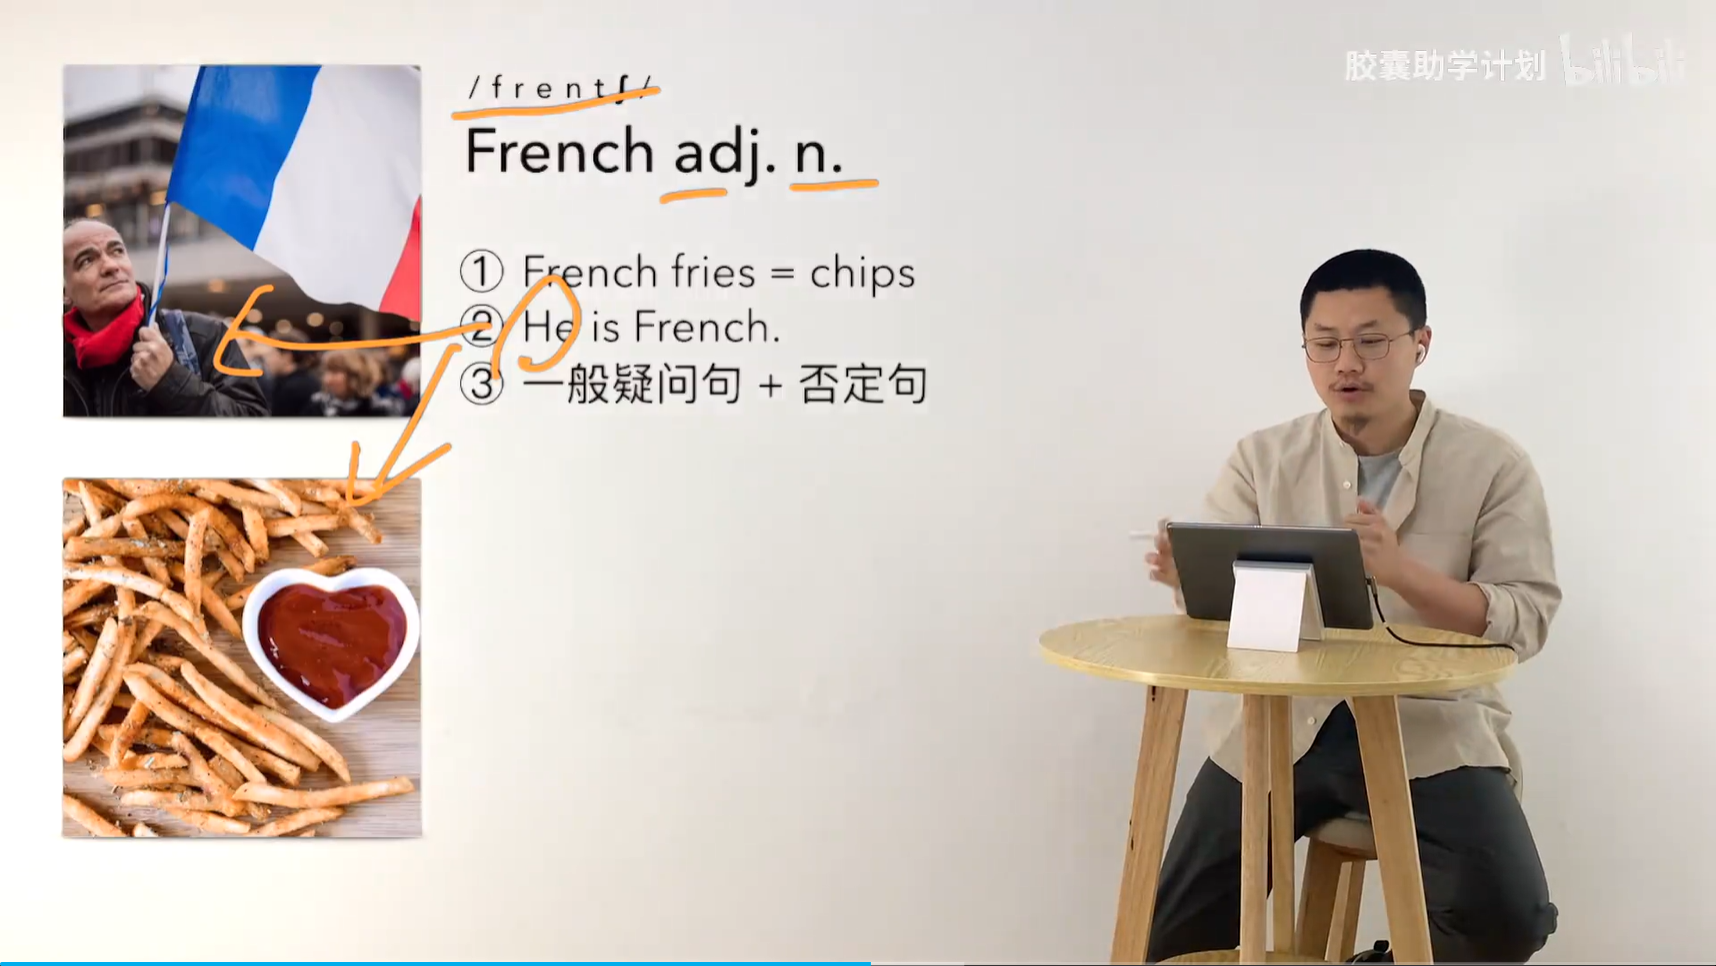 胶囊助学计划 bilibili
/frentʃ/
French adj. n.
① French fries = chips
② He is French.
③ 一般疑问句 + 否定句